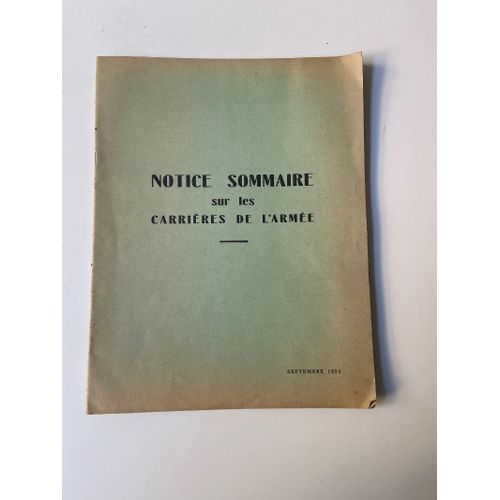 NOTICE SOMMAIRE
sur les
CARRIÈRES DE L'ARMÉE
SEPTEMBRE